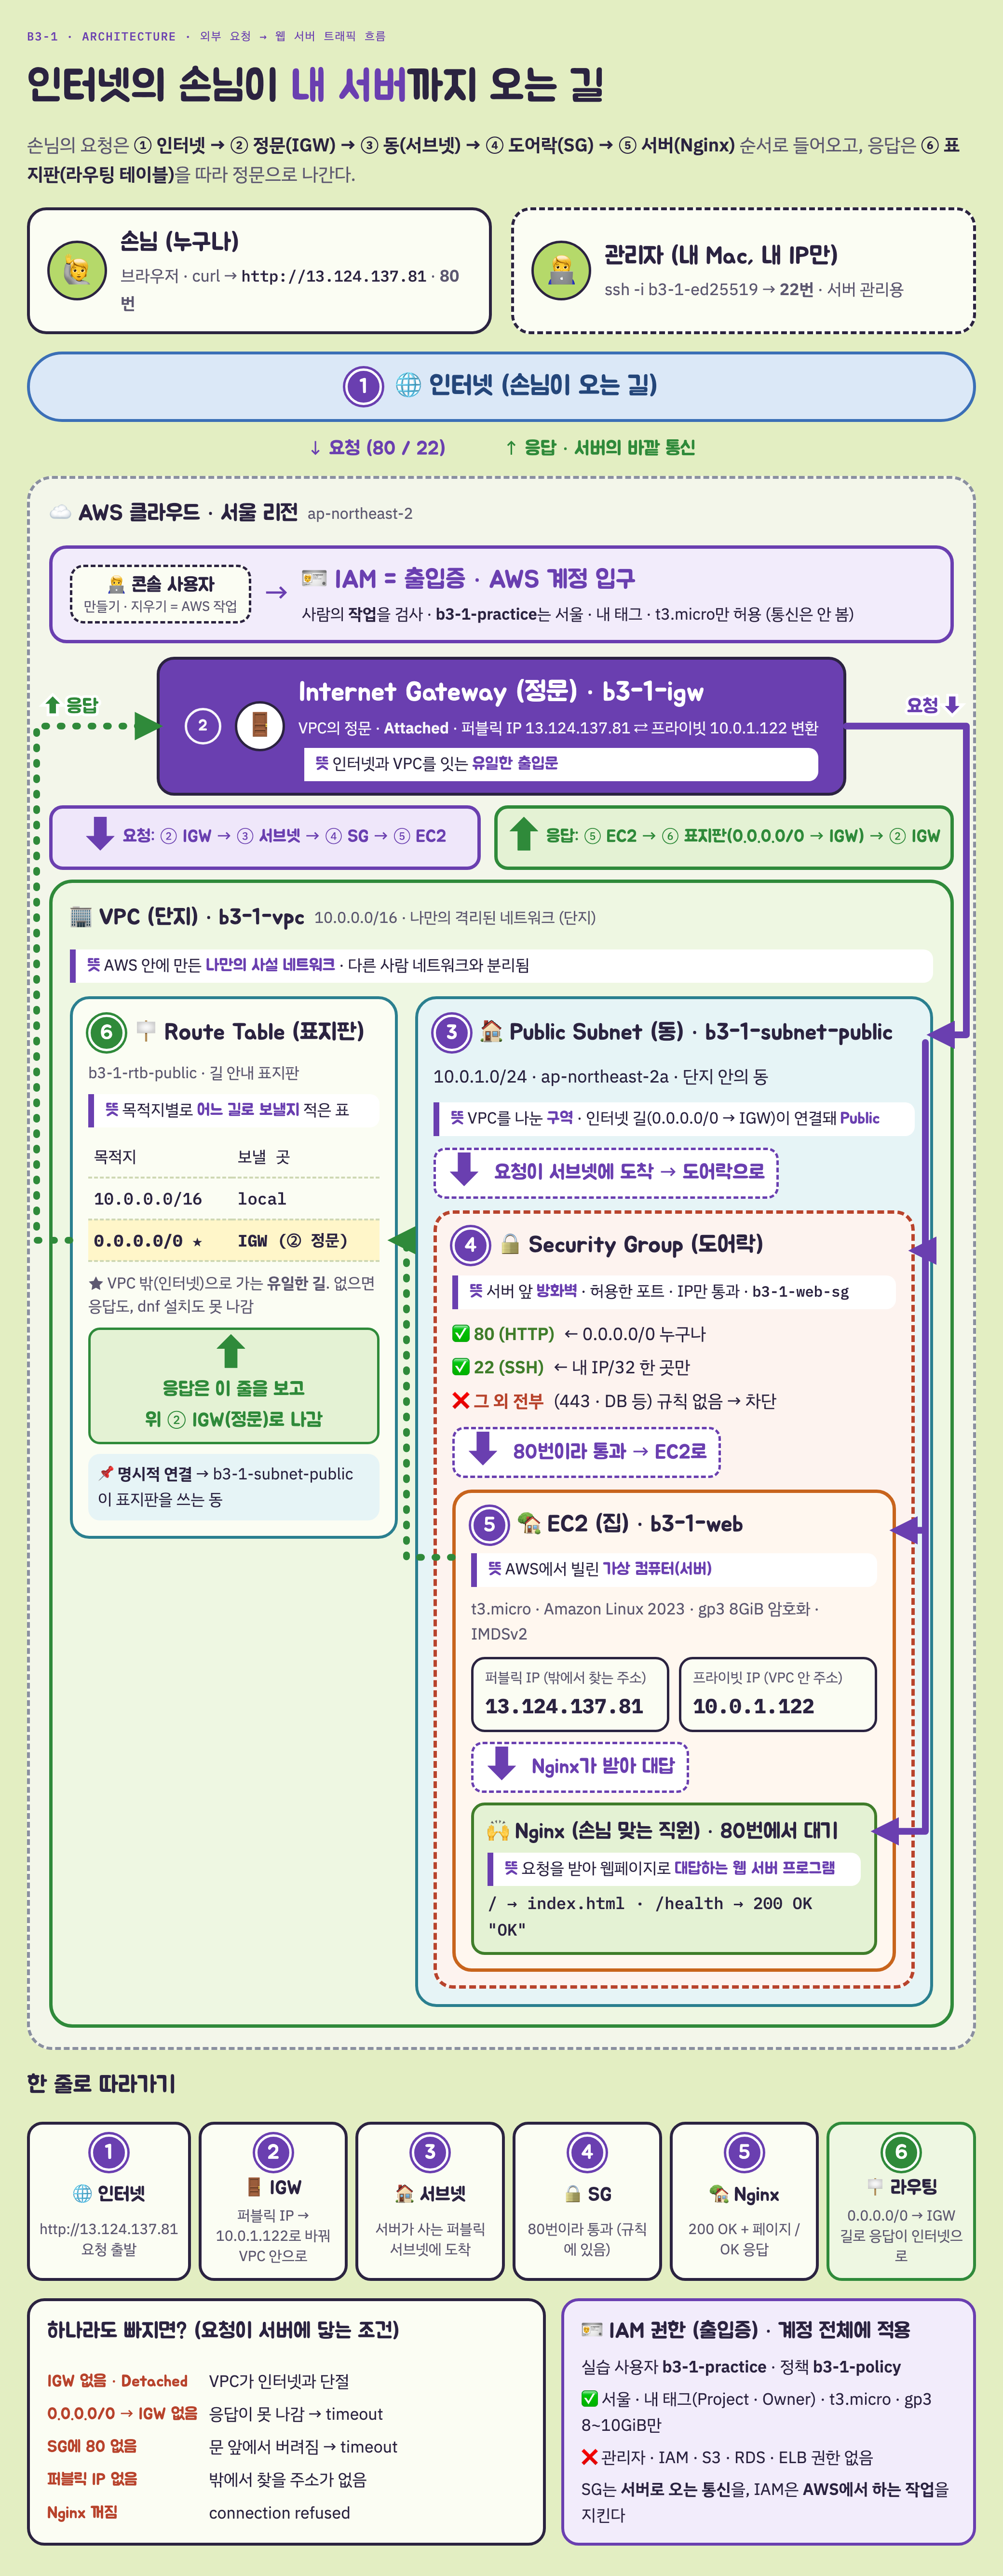 B3-1 · ARCHITECTURE · 외부 요청 → 웹 서버 트래픽 흐름
인터넷의 손님이 내 서버까지 오는 길
손님의 요청은 ① 인터넷 → ② 정문(IGW) → ③ 동(서브넷) → ④ 도어락(SG) → ⑤ 서버(Nginx) 순서로 들어오고, 응답은 ⑥ 표
지판(라우팅 테이블)을 따라 정문으로 나간다.
손님 (누구나)
브라우저 · curl → http://13.124.137.81 · 80
번
관리자 (내 Mac, 내 IP만)
ssh -i b3-1-ed25519 → 22번 · 서버 관리용
1 🌐 인터넷 (손님이 오는 길)
↓ 요청 (80 / 22)
↑ 응답 · 서버의 바깥 통신
☁️ AWS 클라우드 · 서울 리전 ap-northeast-2
🧑‍💻 콘솔 사용자
만들기 · 지우기 = AWS 작업
→
🪪 IAM = 출입증 · AWS 계정 입구
사람의 작업을 검사 · b3-1-practice는 서울 · 내 태그 · t3.micro만 허용 (통신은 안 봄)
⬆ 응답
요청 ⬇
2
Internet Gateway (정문) · b3-1-igw
VPC의 정문 · Attached · 퍼블릭 IP 13.124.137.81 ⇄ 프라이빗 10.0.1.122 변환
뜻 인터넷과 VPC를 잇는 유일한 출입문
⬇ 요청: ② IGW → ③ 서브넷 → ④ SG → ⑤ EC2
⬆ 응답: ⑤ EC2 → ⑥ 표지판(0.0.0.0/0 → IGW) → ② IGW
🏢 VPC (단지) · b3-1-vpc 10.0.0.0/16 · 나만의 격리된 네트워크 (단지)
뜻 AWS 안에 만든 나만의 사설 네트워크 · 다른 사람 네트워크와 분리됨
6 🪧 Route Table (표지판)
b3-1-rtb-public · 길 안내 표지판
뜻 목적지별로 어느 길로 보낼지 적은 표
목적지 보낼 곳
10.0.0.0/16 local
0.0.0.0/0 ★ IGW (② 정문)
★ VPC 밖(인터넷)으로 가는 유일한 길. 없으면
응답도, dnf 설치도 못 나감
⬆
응답은 이 줄을 보고
위 ② IGW(정문)로 나감
📌 명시적 연결 → b3-1-subnet-public
이 표지판을 쓰는 동
3 🏠 Public Subnet (동) · b3-1-subnet-public
10.0.1.0/24 · ap-northeast-2a · 단지 안의 동
뜻 VPC를 나눈 구역 · 인터넷 길(0.0.0.0/0 → IGW)이 연결돼 Public
⬇ 요청이 서브넷에 도착 → 도어락으로
4 🔒 Security Group (도어락)
뜻 서버 앞 방화벽 · 허용한 포트 · IP만 통과 · b3-1-web-sg
✅ 80 (HTTP) ← 0.0.0.0/0 누구나
✅ 22 (SSH) ← 내 IP/32 한 곳만
❌ 그 외 전부 (443 · DB 등) 규칙 없음 → 차단
⬇ 80번이라 통과 → EC2로
5 🏡 EC2 (집) · b3-1-web
뜻 AWS에서 빌린 가상 컴퓨터(서버)
t3.micro · Amazon Linux 2023 · gp3 8GiB 암호화 ·
IMDSv2
퍼블릭 IP (밖에서 찾는 주소)
13.124.137.81
프라이빗 IP (VPC 안 주소)
10.0.1.122
⬇ Nginx가 받아 대답
🙌 Nginx (손님 맞는 직원) · 80번에서 대기
뜻 요청을 받아 웹페이지로 대답하는 웹 서버 프로그램
/ → index.html · /health → 200 OK
"OK"
한 줄로 따라가기
1
🌐 인터넷
http://13.124.137.81
요청 출발
2
🚪 IGW
퍼블릭 IP →
10.0.1.122로 바꿔
VPC 안으로
3
🏠 서브넷
서버가 사는 퍼블릭
서브넷에 도착
4
🔒 SG
80번이라 통과 (규칙
에 있음)
5
🏡 Nginx
200 OK + 페이지 /
OK 응답
6
🪧 라우팅
0.0.0.0/0 → IGW
길로 응답이 인터넷으
로
하나라도 빠지면? (요청이 서버에 닿는 조건)
IGW 없음 · Detached VPC가 인터넷과 단절
0.0.0.0/0 → IGW 없음 응답이 못 나감 → timeout
SG에 80 없음 문 앞에서 버려짐 → timeout
퍼블릭 IP 없음 밖에서 찾을 주소가 없음
Nginx 꺼짐 connection refused
🪪 IAM 권한 (출입증) · 계정 전체에 적용
실습 사용자 b3-1-practice · 정책 b3-1-policy
✅ 서울 · 내 태그(Project · Owner) · t3.micro · gp3
8~10GiB만
❌ 관리자 · IAM · S3 · RDS · ELB 권한 없음
SG는 서버로 오는 통신을, IAM은 AWS에서 하는 작업을
지킨다